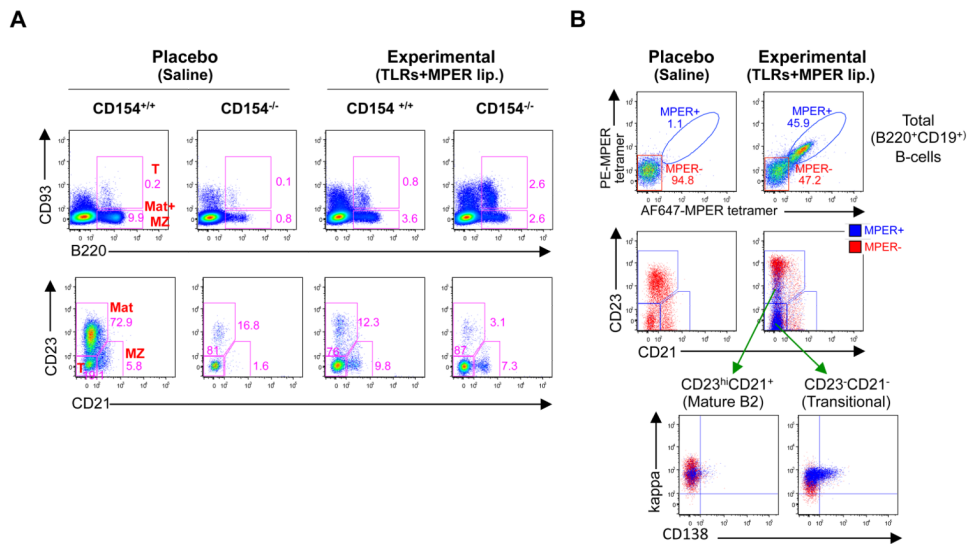 A
Placebo
(Saline)
Experimental
(TLRs+MPER lip.)
CD154+/+
CD154-/-
CD154 +/+
CD154-/-
CD93
T
0.2
Mat+
9.9
MZ
0.1
0.8
0.8
3.6
2.6
2.6
B220
CD23
Mat
72.9
MZ
T
5.8
16.8
81
1.6
12.3
9.8
3.1
87
7.3
CD21
B
Placebo
(Saline)
Experimental
(TLRs+MPER lip.)
PE-MPER
tetramer
MPER+
1.1
MPER-
94.8
MPER+
45.9
MPER-
47.2
Total
(B220+CD19+)
B-cells
AF647-MPER tetramer
MPER+
MPER-
CD23
CD21
CD23hiCD21+
(Mature B2)
CD23-CD21-
(Transitional)
kappa
CD138